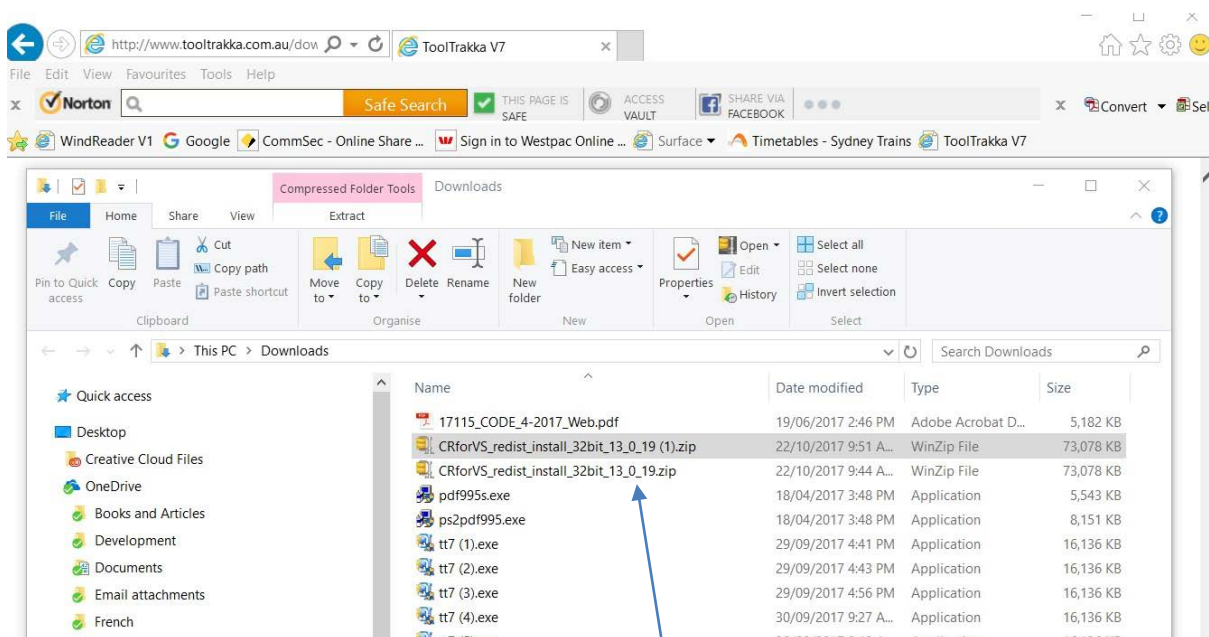 http://www.tooltrakka.com.au/dow ToolTrakka V7
File Edit View Favourites Tools Help
x Norton Safe Search THIS PAGE IS SAFE ACCESS VAULT SHARE VIA FACEBOOK x Convert Sel
WindReader V1 Google CommSec - Online Share ... Sign in to Westpac Online ... Surface Timetables - Sydney Trains ToolTrakka V7
Compressed Folder Tools Downloads
File Home Share View Extract
Pin to Quick access Copy Paste Cut Copy path Paste shortcut Move to Copy to Delete Rename New folder New item Easy access Properties Open Edit History Select all Select none Invert selection
Clipboard Organise New Open Select
This PC > Downloads Search Downloads
Name Date modified Type Size
Quick access
Desktop
Creative Cloud Files
OneDrive
Books and Articles
Development
Documents
Email attachments
French
17115_CODE_4-2017_Web.pdf 19/06/2017 2:46 PM Adobe Acrobat D... 5,182 KB
CRforVS_redist_install_32bit_13_0_19 (1).zip 22/10/2017 9:51 A... WinZip File 73,078 KB
CRforVS_redist_install_32bit_13_0_19.zip 22/10/2017 9:44 A... WinZip File 73,078 KB
pdf995s.exe 18/04/2017 3:48 PM Application 5,543 KB
ps2pdf995.exe 18/04/2017 3:48 PM Application 8,151 KB
tt7 (1).exe 29/09/2017 4:41 PM Application 16,136 KB
tt7 (2).exe 29/09/2017 4:43 PM Application 16,136 KB
tt7 (3).exe 29/09/2017 4:56 PM Application 16,136 KB
tt7 (4).exe 30/09/2017 9:27 A... Application 16,136 KB